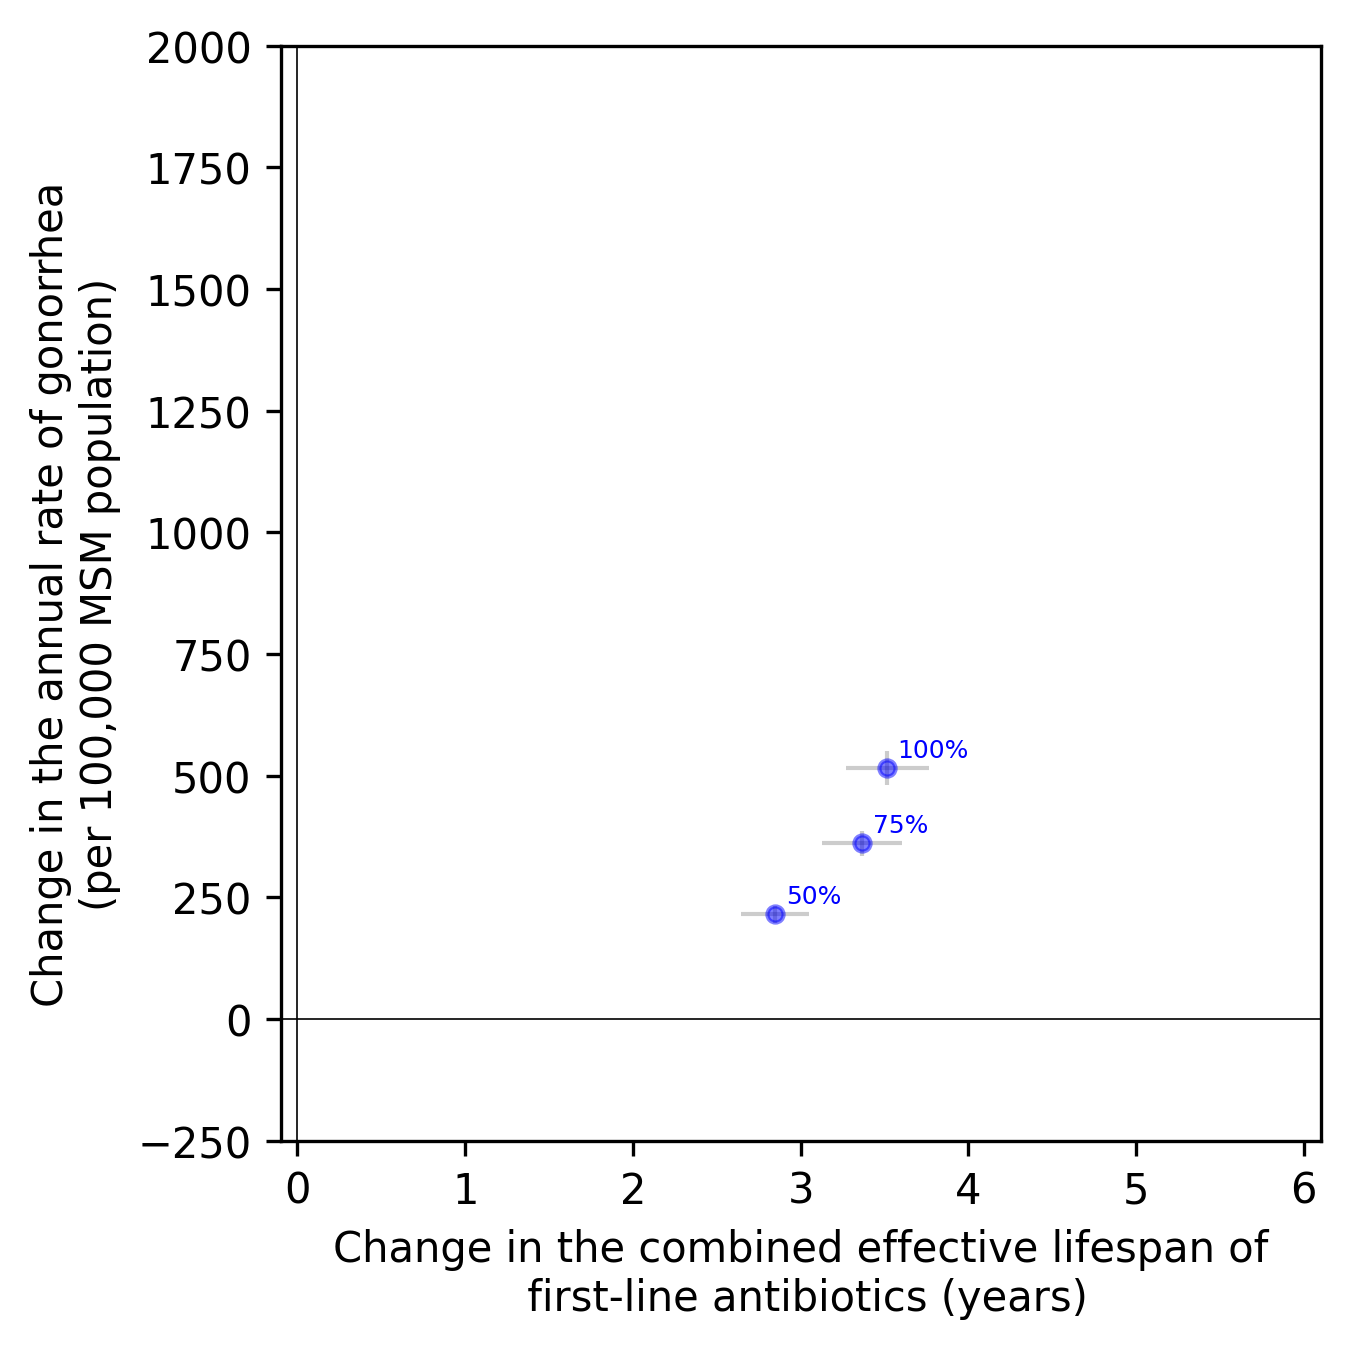 2000
1750
1500
1250
1000
750
500
250
0
−250
Change in the annual rate of gonorrhea
(per 100,000 MSM population)
100%
75%
50%
0 1 2 3 4 5 6
Change in the combined effective lifespan of
first-line antibiotics (years)